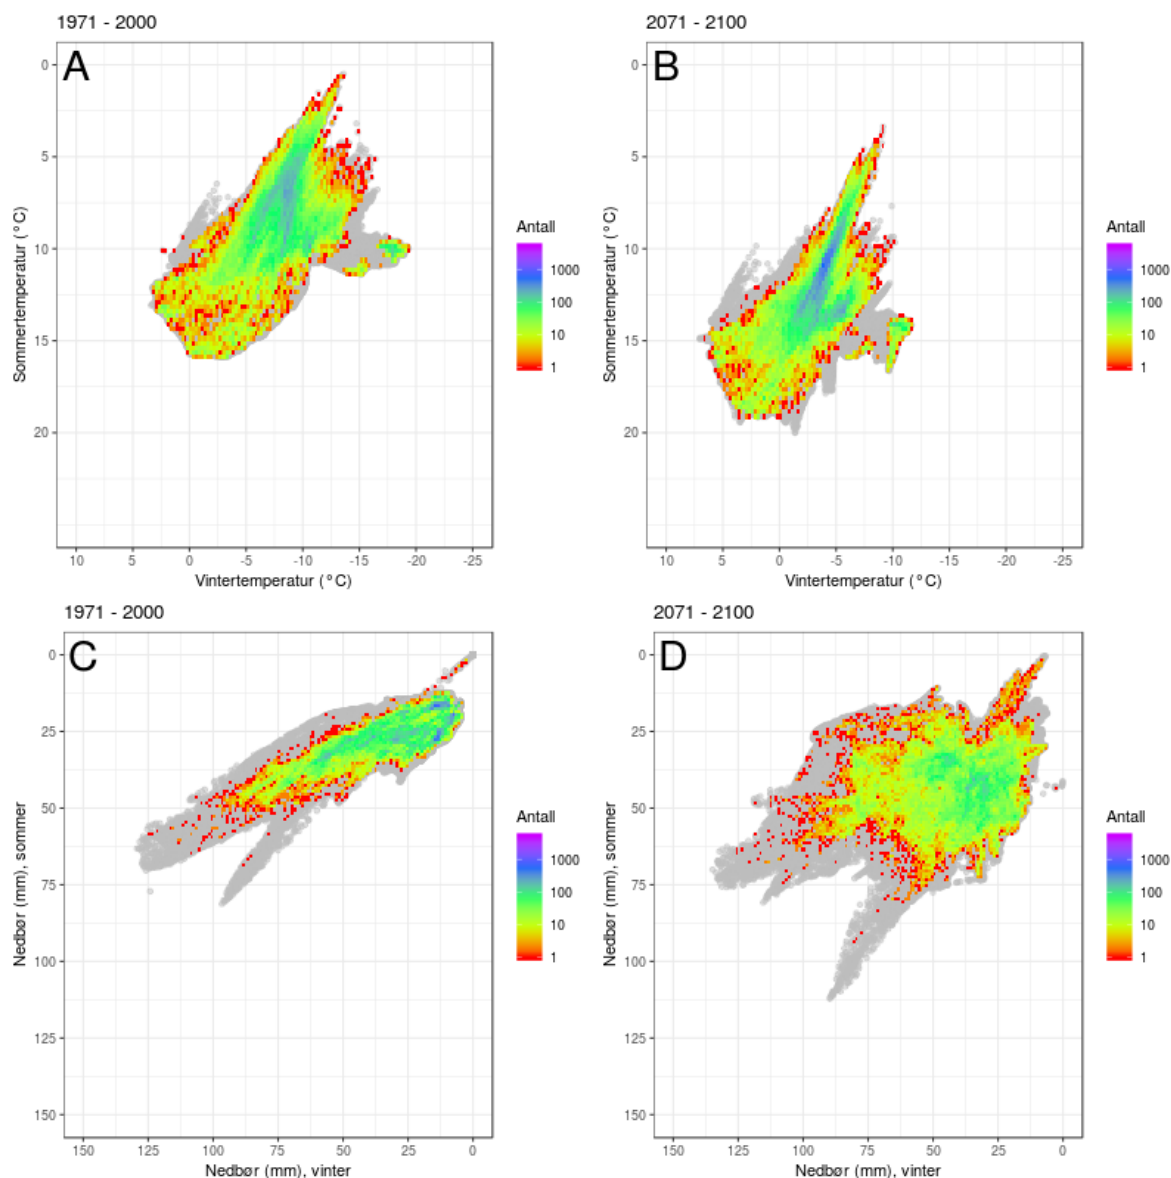 1971 - 2000
A
0
5
10
15
20
Sommertemperatur (°C)
10 5 0 -5 -10 -15 -20 -25
Vintertemperatur (°C)
Antall
1000
100
10
1
2071 - 2100
B
0
5
10
15
20
Sommertemperatur (°C)
10 5 0 -5 -10 -15 -20 -25
Vintertemperatur (°C)
Antall
1000
100
10
1
1971 - 2000
C
0
25
50
75
100
125
150
Nedbør (mm), sommer
150 125 100 75 50 25 0
Nedbør (mm), vinter
Antall
1000
100
10
1
2071 - 2100
D
0
25
50
75
100
125
150
Nedbør (mm), sommer
150 125 100 75 50 25 0
Nedbør (mm), vinter
Antall
1000
100
10
1